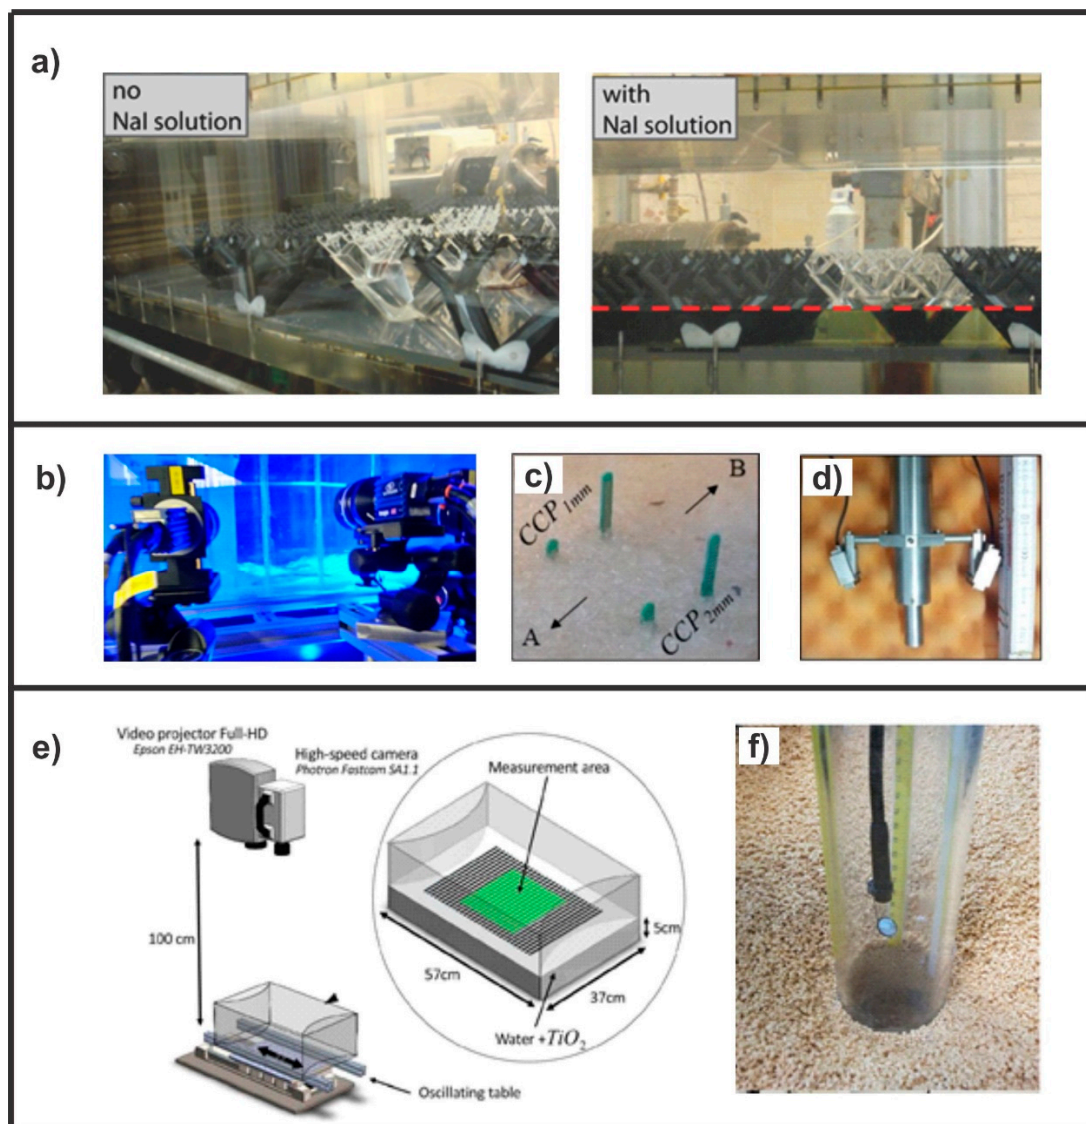 a)
no
NaI solution
with
NaI solution
b)
c)
CCP 1mm
B
A
CCP 2mm
d)
e)
Video projector Full-HD
Epson EH-TW3200
High-speed camera
Photron Fastcam SA1.1
Measurement area
100 cm
5cm
57cm
37cm
Water +TiO2
Oscillating table
f)